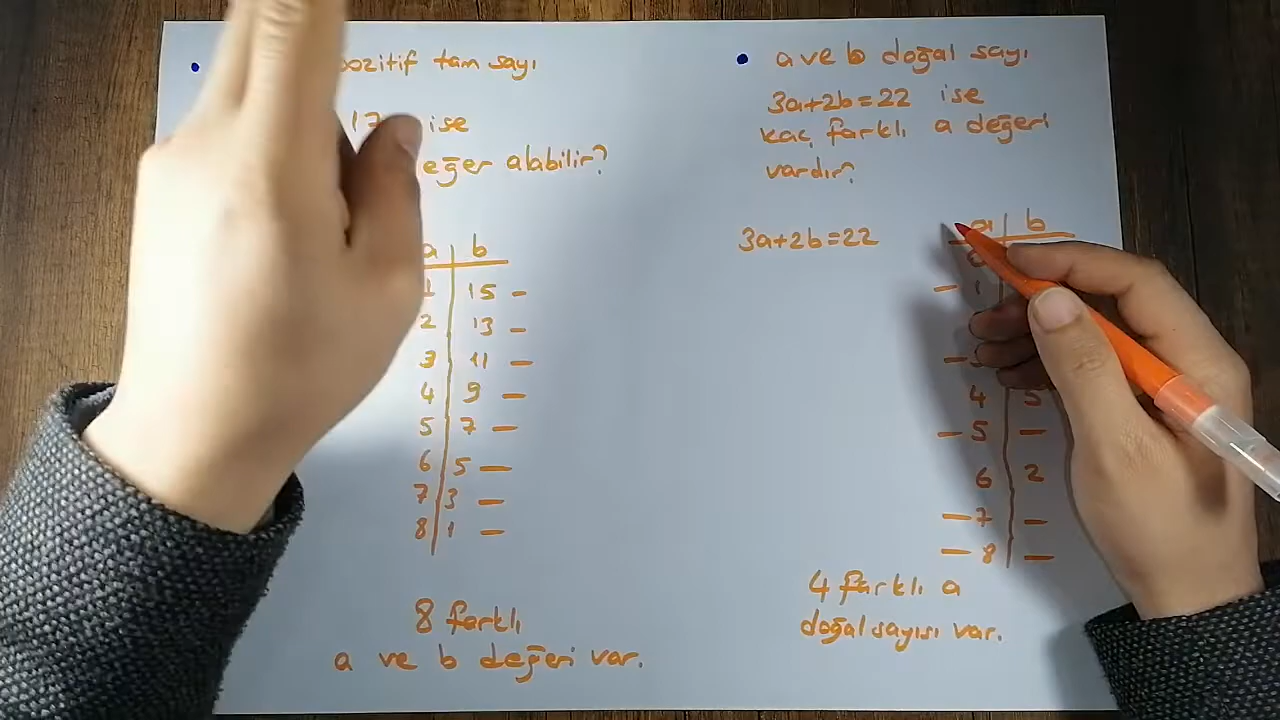 pozitif tam sayı
17 ise
değer alabilir?
a b
1 15 -
2 13 -
3 11 -
4 9 -
5 7 -
6 5 -
7 3 -
8 1 -
8 farklı
a ve b değeri var.
a ve b doğal sayı
3a+2b=22 ise
kaç farklı a değeri
vardır?
3a+2b=22
a b
- 1
4 5
- 5 -
6 2
- 7 -
- 8 -
4 farklı a
doğal sayısı var.